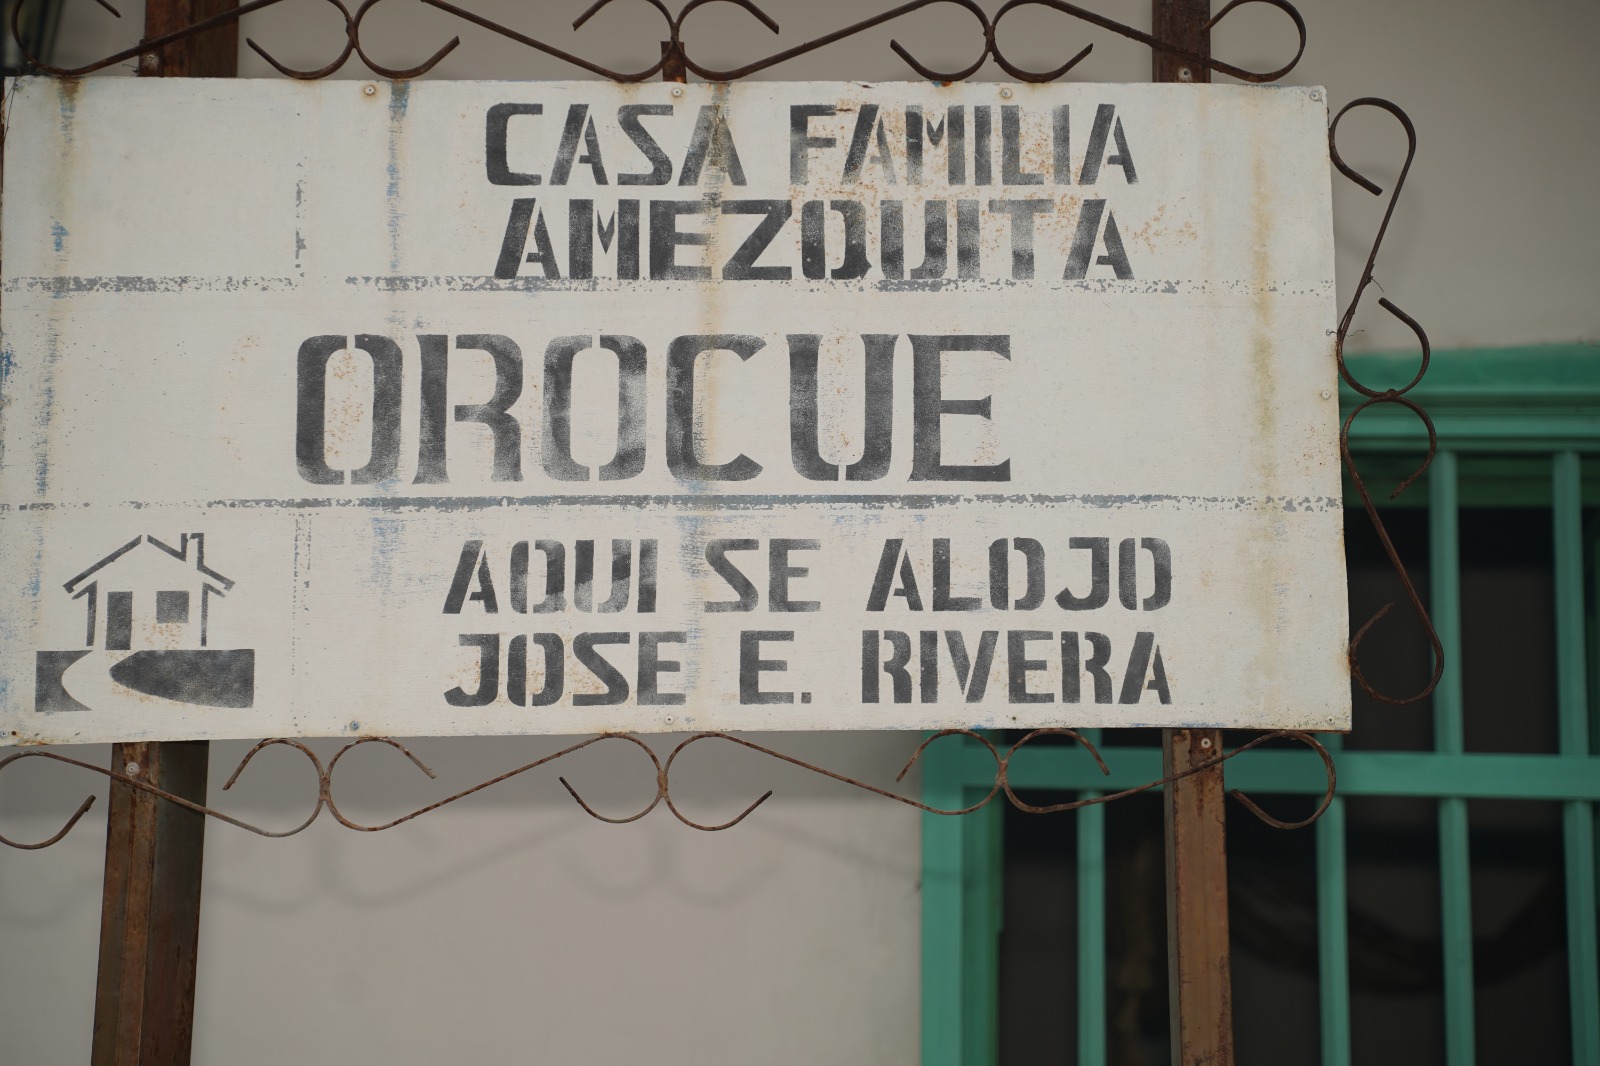 CASA FAMILIA
AMEZQUITA
OROCUE
AQUI SE ALOJO
JOSE E. RIVERA